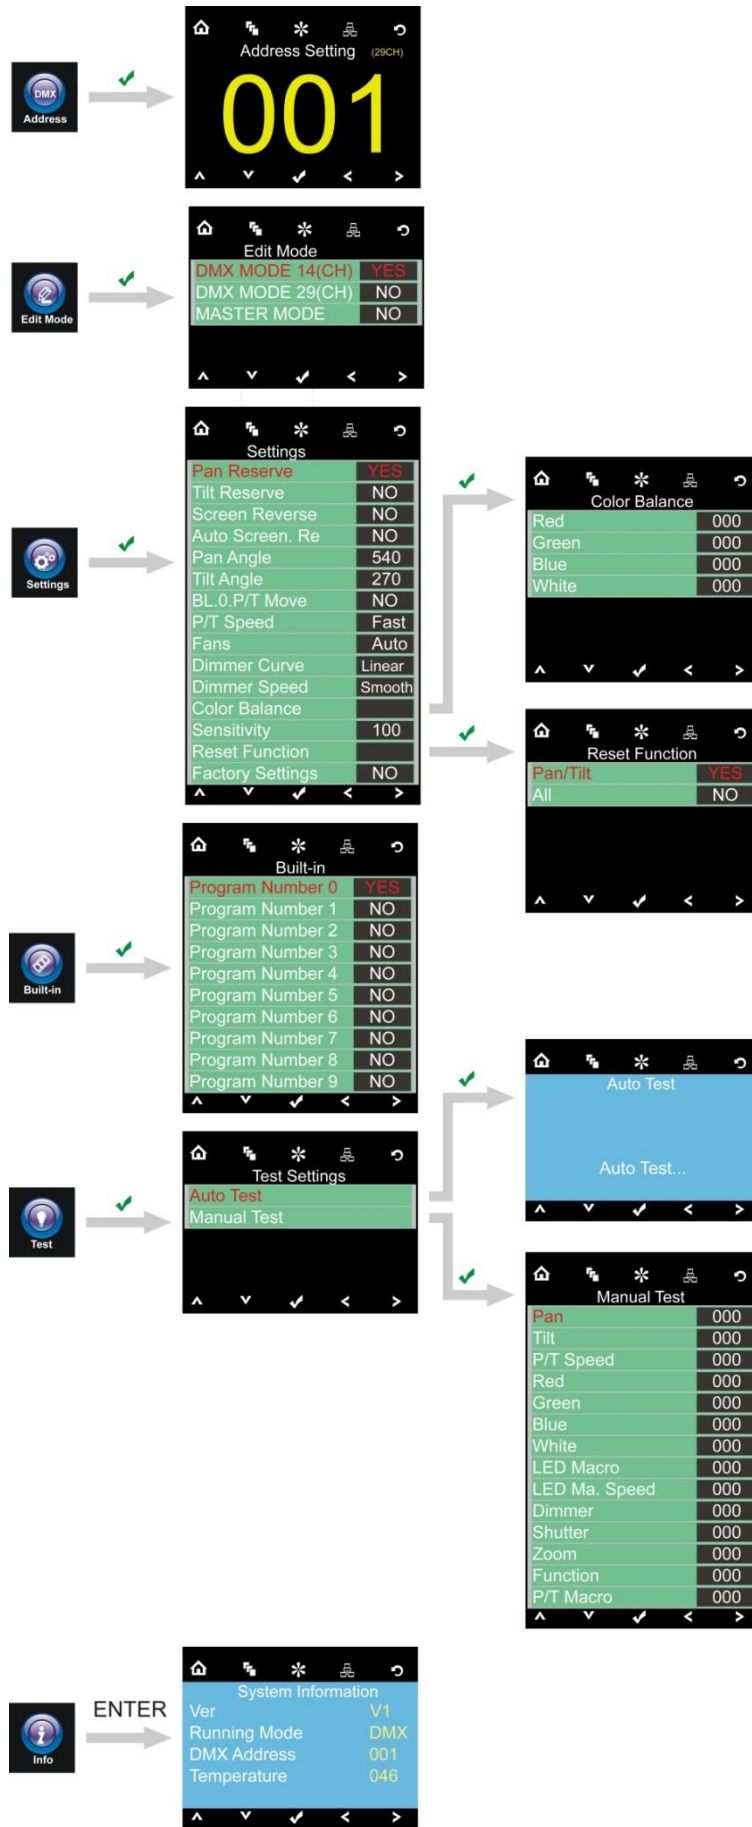 Address Setting (29CH)
DMX
Address
001
Edit Mode
DMX MODE 14(CH) YES
DMX MODE 29(CH) NO
MASTER MODE NO
Edit Mode
Settings
Pan Reserve YES
Tilt Reserve NO
Screen Reverse NO
Auto Screen. Re NO
Pan Angle 540
Tilt Angle 270
BL.0.P/T Move NO
P/T Speed Fast
Fans Auto
Dimmer Curve Linear
Dimmer Speed Smooth
Color Balance
Sensitivity 100
Reset Function
Factory Settings NO
Settings
Color Balance
Red 000
Green 000
Blue 000
White 000
Reset Function
Pan/Tilt YES
All NO
Built-in
Program Number 0 YES
Program Number 1 NO
Program Number 2 NO
Program Number 3 NO
Program Number 4 NO
Program Number 5 NO
Program Number 6 NO
Program Number 7 NO
Program Number 8 NO
Program Number 9 NO
Built-in
Test Settings
Auto Test
Manual Test
Test
Auto Test
Auto Test...
Manual Test
Pan 000
Tilt 000
P/T Speed 000
Red 000
Green 000
Blue 000
White 000
LED Macro 000
LED Ma. Speed 000
Dimmer 000
Shutter 000
Zoom 000
Function 000
P/T Macro 000
Info
ENTER
System Information
Ver V1
Running Mode DMX
DMX Address 001
Temperature 046